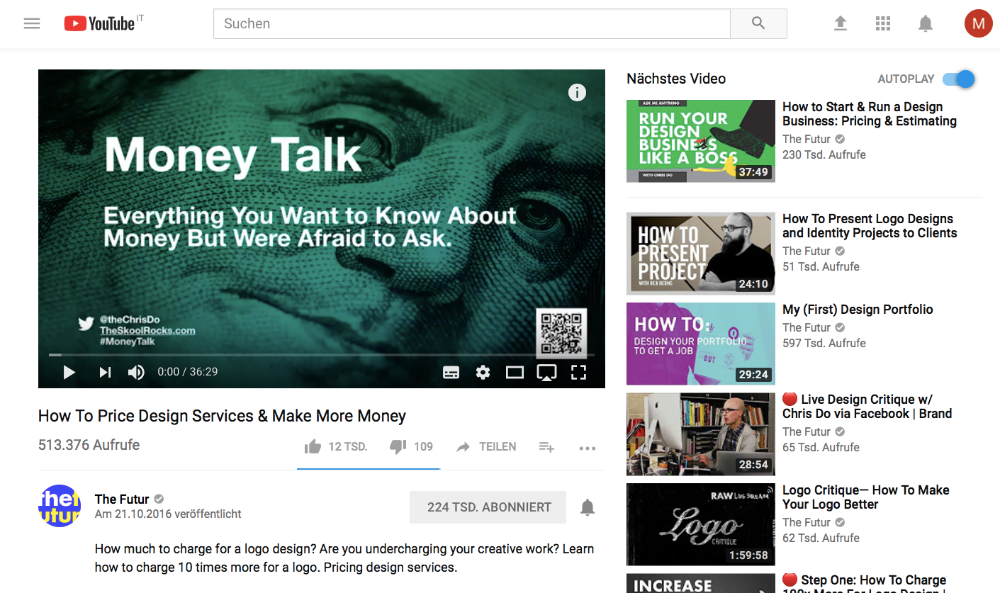 YouTube IT
Suchen
M
Money Talk
Everything You Want to Know About
Money But Were Afraid to Ask.
@theChrisDo
TheSkoolRocks.com
#MoneyTalk
0:00 / 36:29
How To Price Design Services & Make More Money
513.376 Aufrufe
12 TSD.
109
TEILEN
The Futur
Am 21.10.2016 veröffentlicht
224 TSD. ABONNIERT
How much to charge for a logo design? Are you undercharging your creative work? Learn
how to charge 10 times more for a logo. Pricing design services.
Nächstes Video
AUTOPLAY
ASK ME ANYTHING
RUN YOUR
DESIGN
BUSINESS
LIKE A BOSS
WITH CHRIS DO
37:49
How to Start & Run a Design
Business: Pricing & Estimating
The Futur
230 Tsd. Aufrufe
HOW TO
PRESENT
PROJECT
WITH BEN BURNS
24:10
How To Present Logo Designs
and Identity Projects to Clients
The Futur
51 Tsd. Aufrufe
HOW TO:
DESIGN YOUR PORTFOLIO
TO GET A JOB
OUT
29:24
My (First) Design Portfolio
The Futur
597 Tsd. Aufrufe
28:54
Live Design Critique w/
Chris Do via Facebook | Brand
The Futur
65 Tsd. Aufrufe
RAW LIVE STREAM
Logo
CRITIQUE
1:59:58
Logo Critique— How To Make
Your Logo Better
The Futur
62 Tsd. Aufrufe
INCREASE
Step One: How To Charge
100x More For Logo Design |